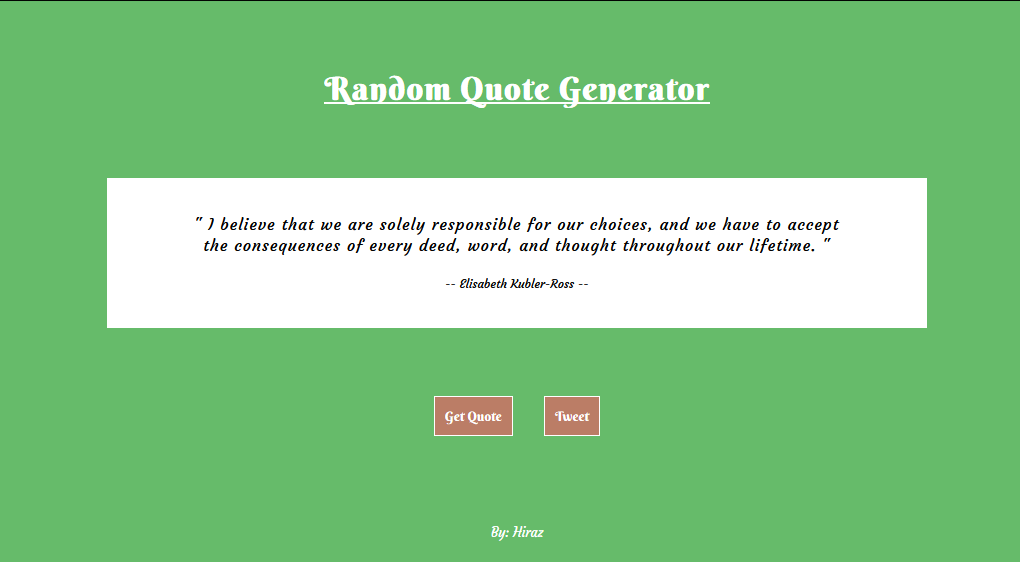 Random Quote Generator
" I believe that we are solely responsible for our choices, and we have to accept
the consequences of every deed, word, and thought throughout our lifetime. "
-- Elisabeth Kubler-Ross --
Get Quote
Tweet
By: Hiraz